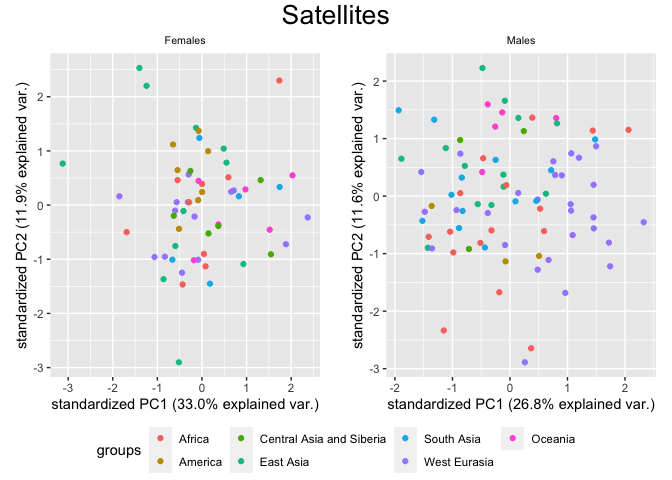 Satellites
Females
Males
standardized PC2 (11.9% explained var.)
2
1
0
-1
-2
-3
-3 -2 -1 0 1 2
standardized PC1 (33.0% explained var.)
standardized PC2 (11.6% explained var.)
2
1
0
-1
-2
-3
-2 -1 0 1 2
standardized PC1 (26.8% explained var.)
groups
Africa Central Asia and Siberia South Asia Oceania
America East Asia West Eurasia